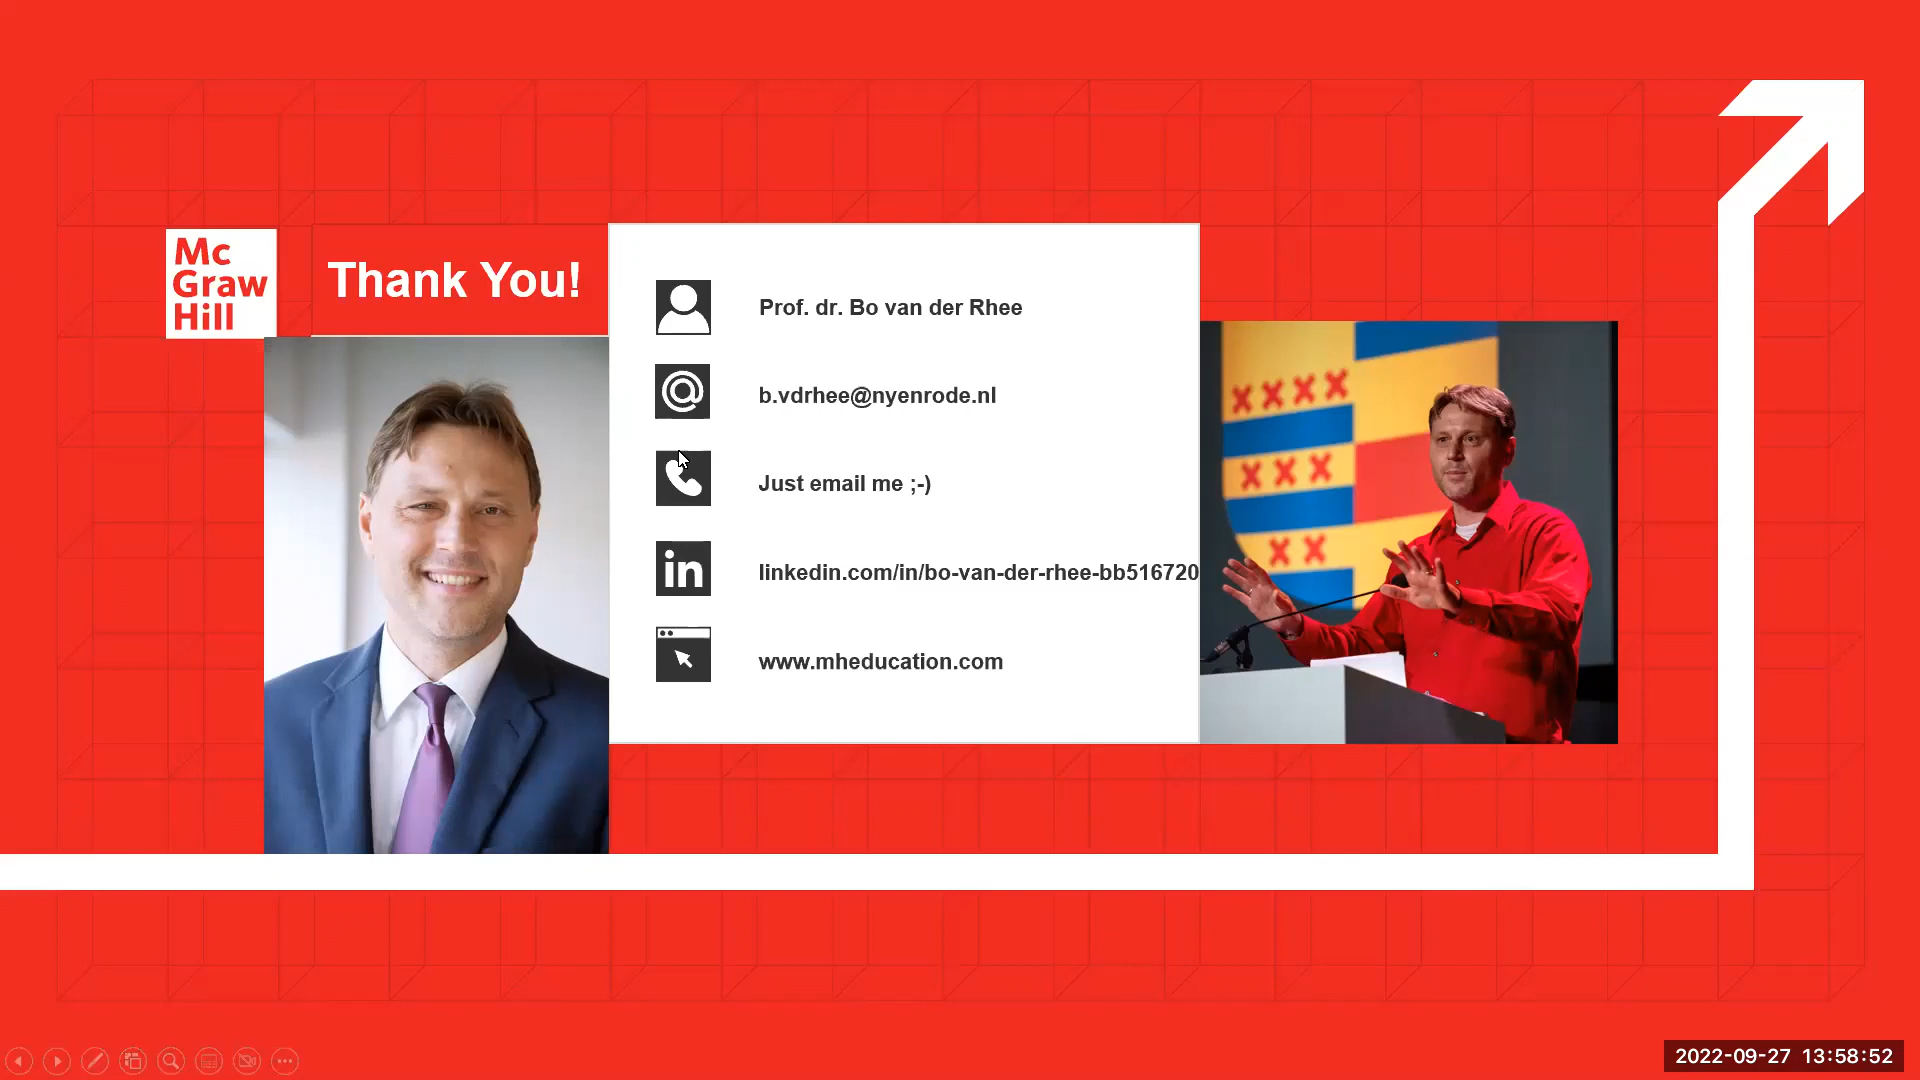 Mc
Graw
Hill
Thank You!
Prof. dr. Bo van der Rhee
b.vdrhee@nyenrode.nl
Just email me ;-)
linkedin.com/in/bo-van-der-rhee-bb516720
www.mheducation.com
2022-09-27 13:58:52